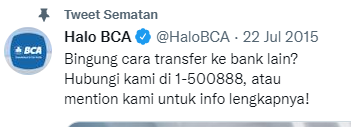 Tweet Sematan
Halo BCA @HaloBCA · 22 Jul 2015
BCA
Bingung cara transfer ke bank lain?
Hubungi kami di 1-500888, atau
mention kami untuk info lengkapnya!